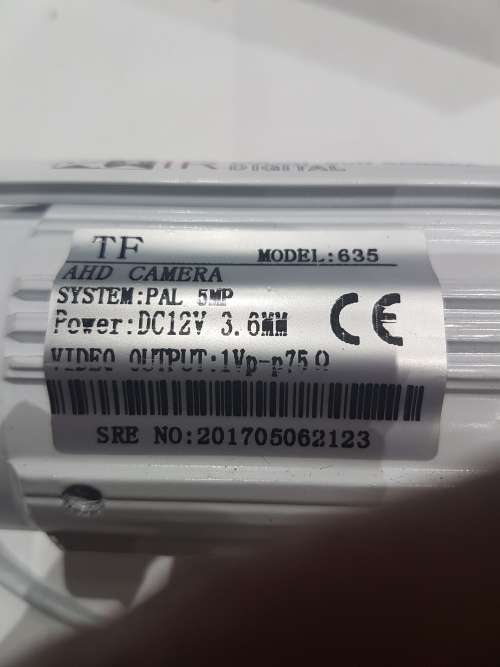 DIGITAL
TF
MODEL:635
AHD CAMERA
SYSTEM:PAL 5MP
Power:DC12V 3.6MM
CE
VIDEO OUTPUT:1Vp-p75Ω
SRE NO:201705062123